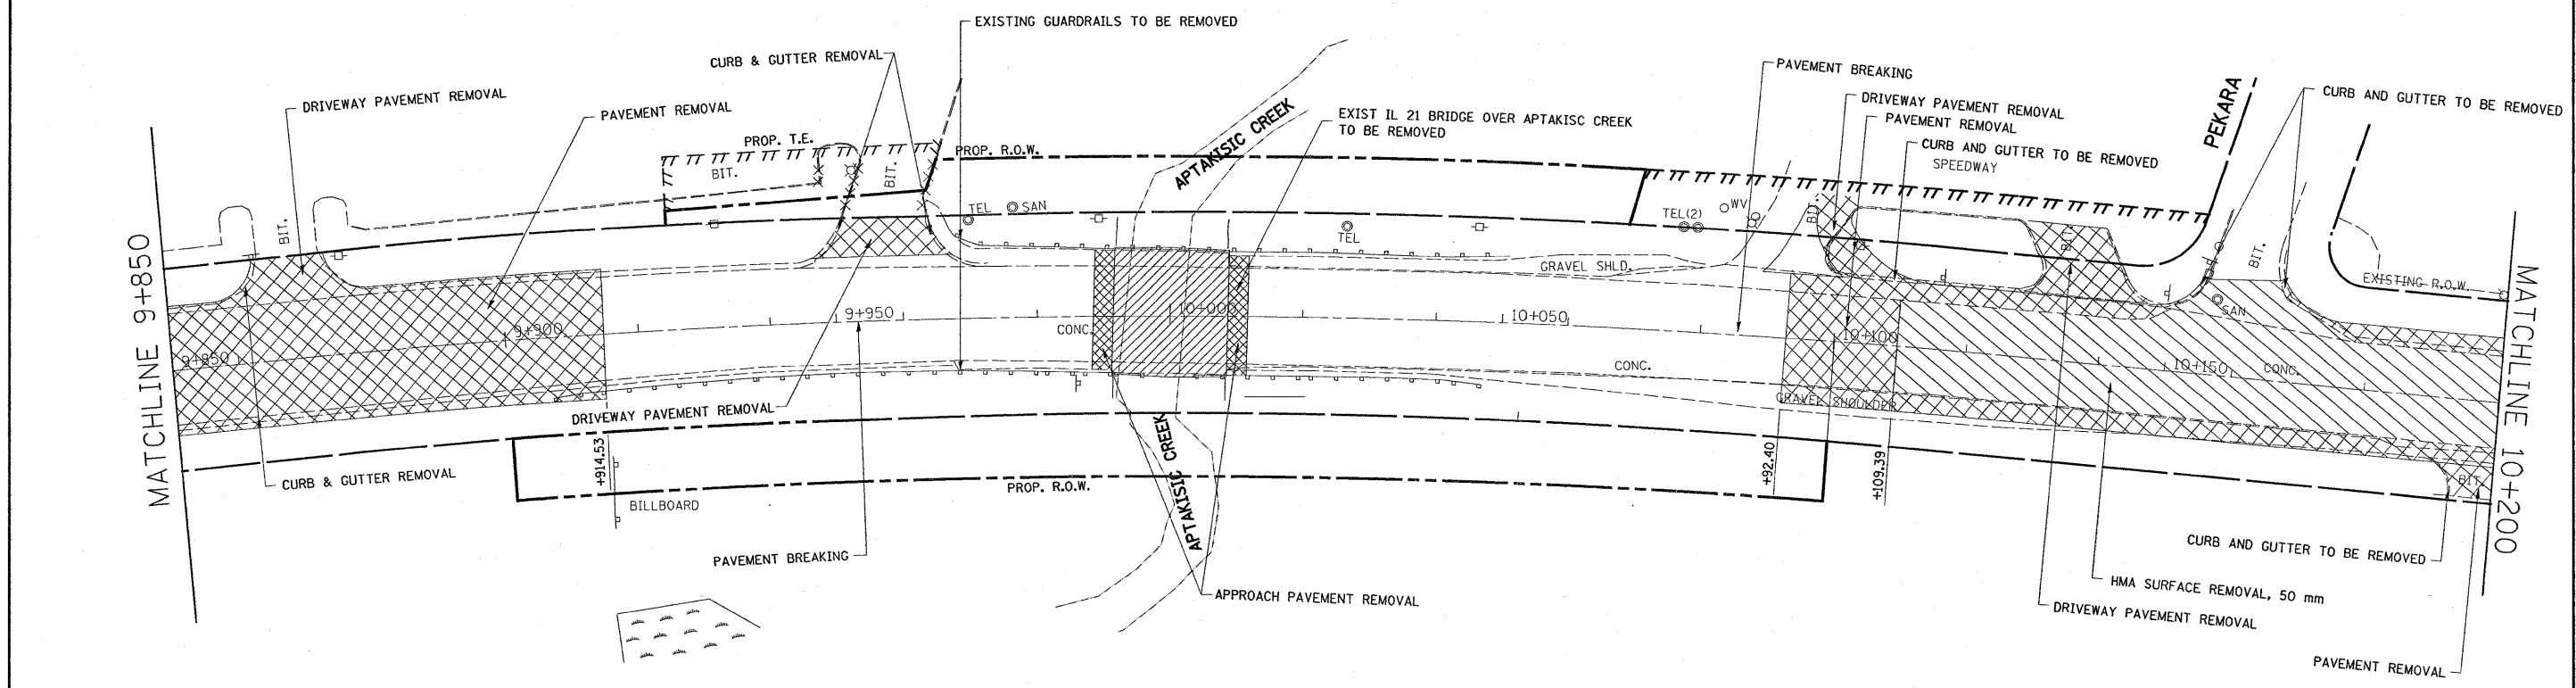 EXISTING GUARDRAILS TO BE REMOVED
CURB & GUTTER REMOVAL
DRIVEWAY PAVEMENT REMOVAL
PAVEMENT REMOVAL
PROP. T.E.
BIT.
BIT.
BIT.
PROP. R.O.W.
APTAKISIC CREEK
EXIST IL 21 BRIDGE OVER APTAKISC CREEK
TO BE REMOVED
PAVEMENT BREAKING
DRIVEWAY PAVEMENT REMOVAL
PAVEMENT REMOVAL
CURB AND GUTTER TO BE REMOVED
SPEEDWAY
PEKARA
CURB AND GUTTER TO BE REMOVED
MATCHLINE 9+850
TEL
SAN
TEL
TEL(2)
WV
BIT.
BIT.
BIT.
GRAVEL SHLD.
EXISTING R.O.W.
SAN
MATCHLINE 10+200
9+850
9+900
9+950
CONC.
10+000
10+050
CONC.
10+100
10+150
CONC.
GRAVEL SHOULDER
DRIVEWAY PAVEMENT REMOVAL
CURB & GUTTER REMOVAL
+914.53
BILLBOARD
PAVEMENT BREAKING
PROP. R.O.W.
APTAKISIC CREEK
APPROACH PAVEMENT REMOVAL
+92.40
+109.39
BIT.
CURB AND GUTTER TO BE REMOVED
HMA SURFACE REMOVAL, 50 mm
DRIVEWAY PAVEMENT REMOVAL
PAVEMENT REMOVAL